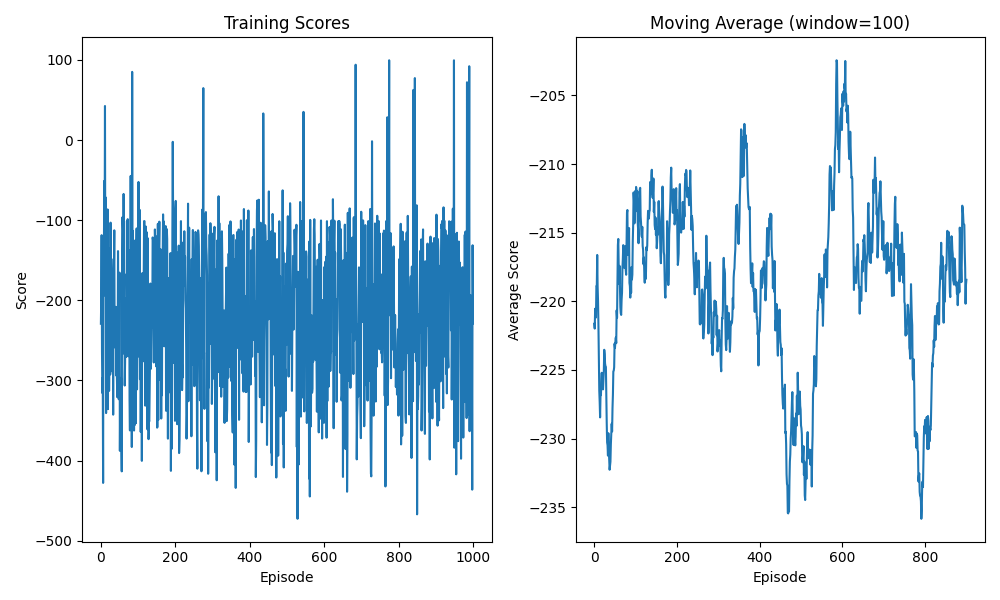 Training Scores
Score
100
0
−100
−200
−300
−400
−500
0 200 400 600 800 1000
Episode
Moving Average (window=100)
Average Score
−205
−210
−215
−220
−225
−230
−235
0 200 400 600 800
Episode